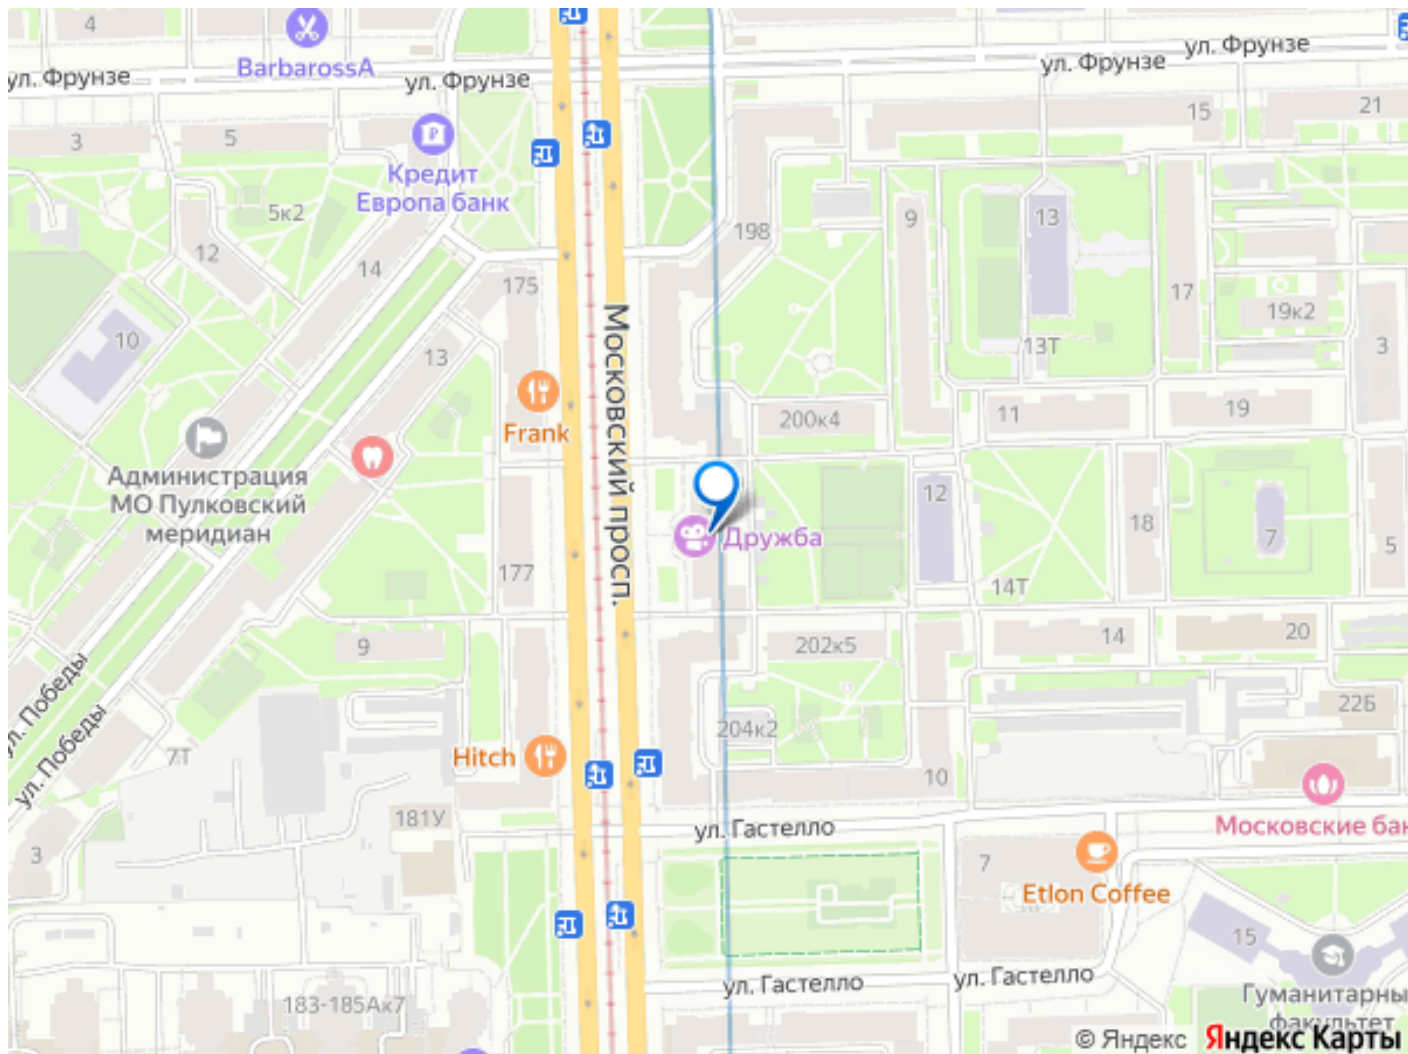 4
BarbarossA
ул. Фрунзе
ул. Фрунзе
ул. Фрунзе
ул. Фрунзе
15
21
3
5
Кредит
Европа банк
5к2
198
9
13
12
14
175
17
19к2
10
13
13Т
3
Московский просп.
Frank
200к4
11
19
Администрация
МО Пулковский
меридиан
12
18
7
5
Дружба
177
14Т
9
202к5
14
20
ул. Победы
ул. Победы
22Б
204к2
7Т
Hitch
10
181У
ул. Гастелло
Московские бан
3
7
Etlon Coffee
15
ул. Гастелло
ул. Гастелло
183-185Ак7
Гуманитарны
факультет
© Яндекс Яндекс Карты